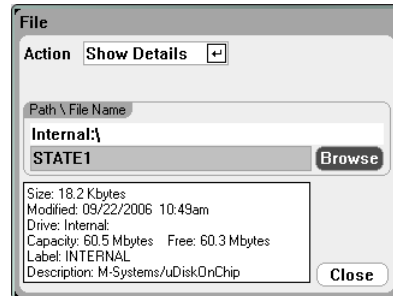 File
Action Show Details
Path \ File Name
Internal:\
STATE1 Browse
Size: 18.2 Kbytes
Modified: 09/22/2006 10:49am
Drive: Internal:
Capacity: 60.5 Mbytes Free: 60.3 Mbytes
Label: INTERNAL
Description: M-Systems/uDiskOnChip
Close